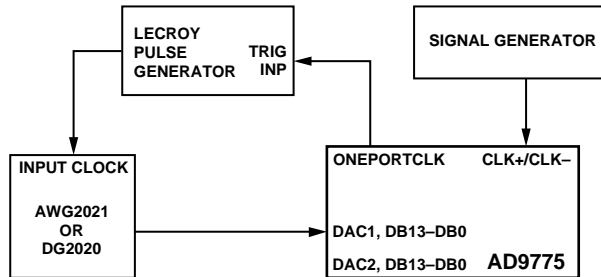 LECROY
PULSE
GENERATOR
TRIG
INP
SIGNAL GENERATOR
INPUT CLOCK
AWG2021
OR
DG2020
ONEPORTCLK
CLK+/CLK–
DAC1, DB13–DB0
DAC2, DB13–DB0
AD9775